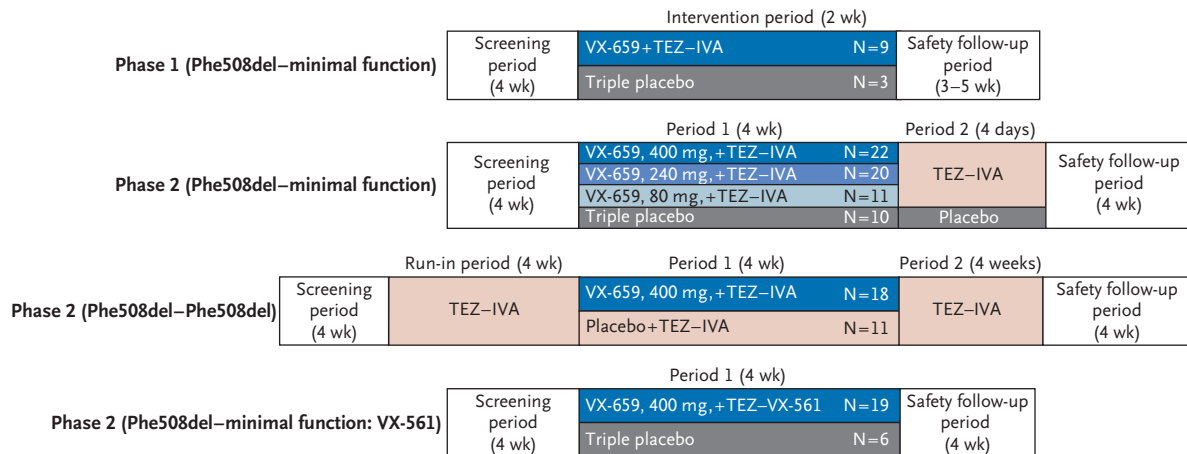 Intervention period (2 wk)
Phase 1 (Phe508del–minimal function)
Screening
period
(4 wk)
VX-659+TEZ–IVA N=9
Triple placebo N=3
Safety follow-up
period
(3–5 wk)
Period 1 (4 wk) Period 2 (4 days)
Phase 2 (Phe508del–minimal function)
Screening
period
(4 wk)
VX-659, 400 mg,+TEZ–IVA N=22
VX-659, 240 mg,+TEZ–IVA N=20
VX-659, 80 mg,+TEZ–IVA N=11
Triple placebo N=10
TEZ–IVA
Placebo
Safety follow-up
period
(4 wk)
Run-in period (4 wk) Period 1 (4 wk) Period 2 (4 weeks)
Phase 2 (Phe508del–Phe508del)
Screening
period
(4 wk)
TEZ–IVA
VX-659, 400 mg,+TEZ–IVA N=18
Placebo+TEZ–IVA N=11
TEZ–IVA
Safety follow-up
period
(4 wk)
Period 1 (4 wk)
Phase 2 (Phe508del–minimal function: VX-561)
Screening
period
(4 wk)
VX-659, 400 mg,+TEZ–VX-561 N=19
Triple placebo N=6
Safety follow-up
period
(4 wk)